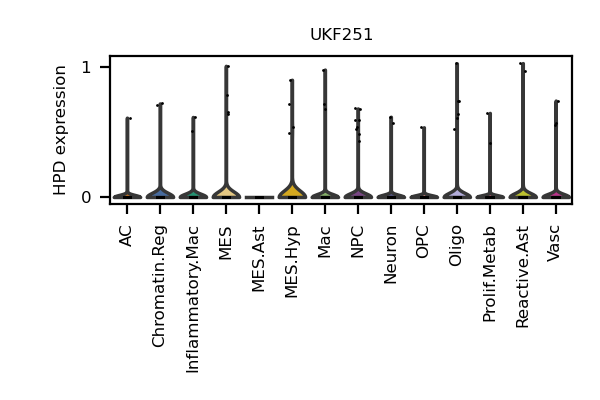 UKF251
HPD expression
1
0
AC
Chromatin.Reg
Inflammatory.Mac
MES
MES.Ast
MES.Hyp
Mac
NPC
Neuron
OPC
Oligo
Prolif.Metab
Reactive.Ast
Vasc